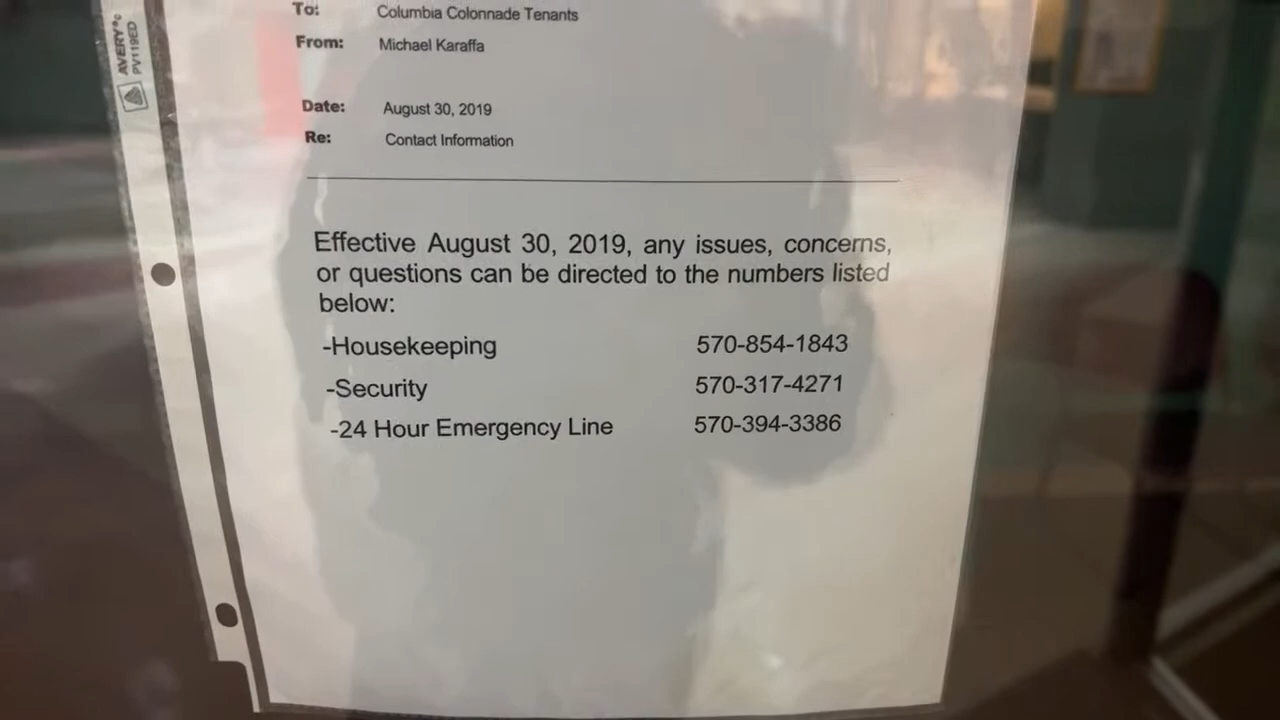 AVERY®
PV119ED
To: Columbia Colonnade Tenants
From: Michael Karaffa
Date: August 30, 2019
Re: Contact Information
Effective August 30, 2019, any issues, concerns,
or questions can be directed to the numbers listed
below:
-Housekeeping 570-854-1843
-Security 570-317-4271
-24 Hour Emergency Line 570-394-3386